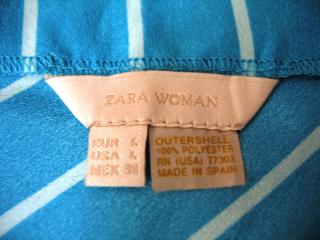 ZARA WOMAN
EUR L
USA L
MEX 31
OUTERSHELL
100% POLYESTER
RN (USA) 77302
MADE IN SPAIN